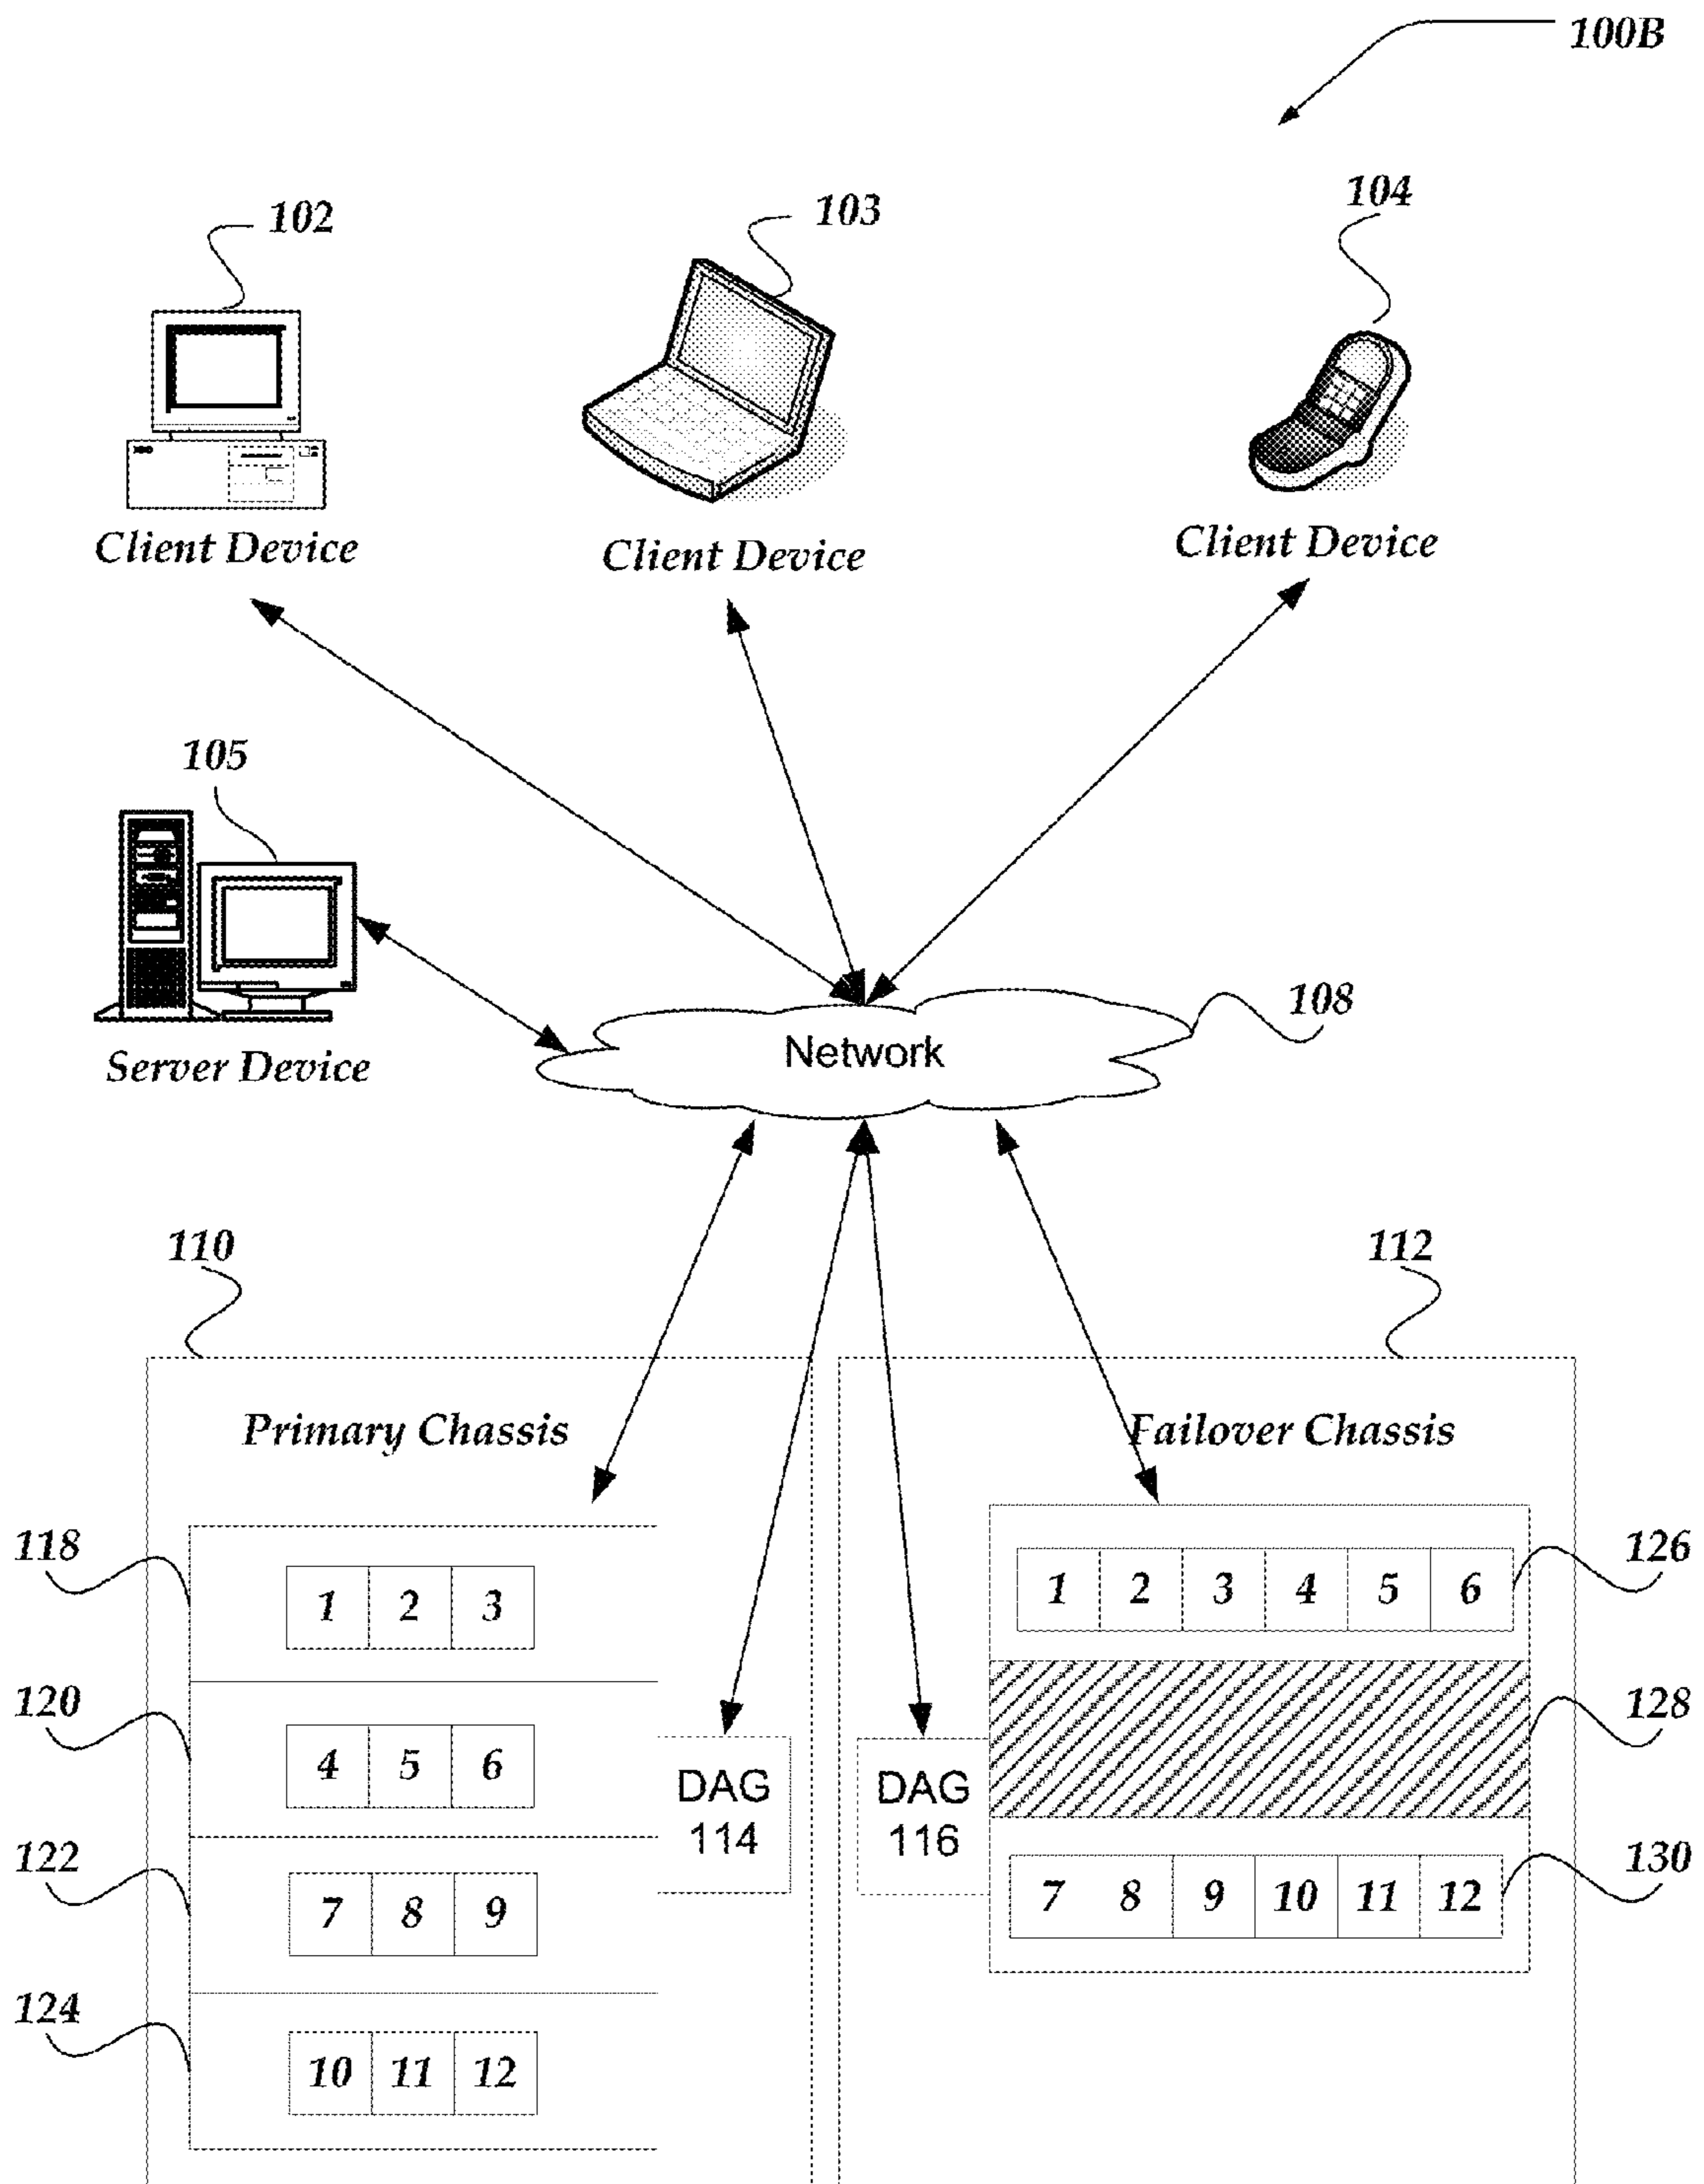 100B
102
103
104
Client Device
Client Device
Client Device
105
Server Device
Network
108
110
112
Primary Chassis
Failover Chassis
118
1 2 3
1 2 3 4 5 6
126
120
4 5 6
128
DAG
114
DAG
116
122
7 8 9
7 8 9 10 11 12
130
124
10 11 12